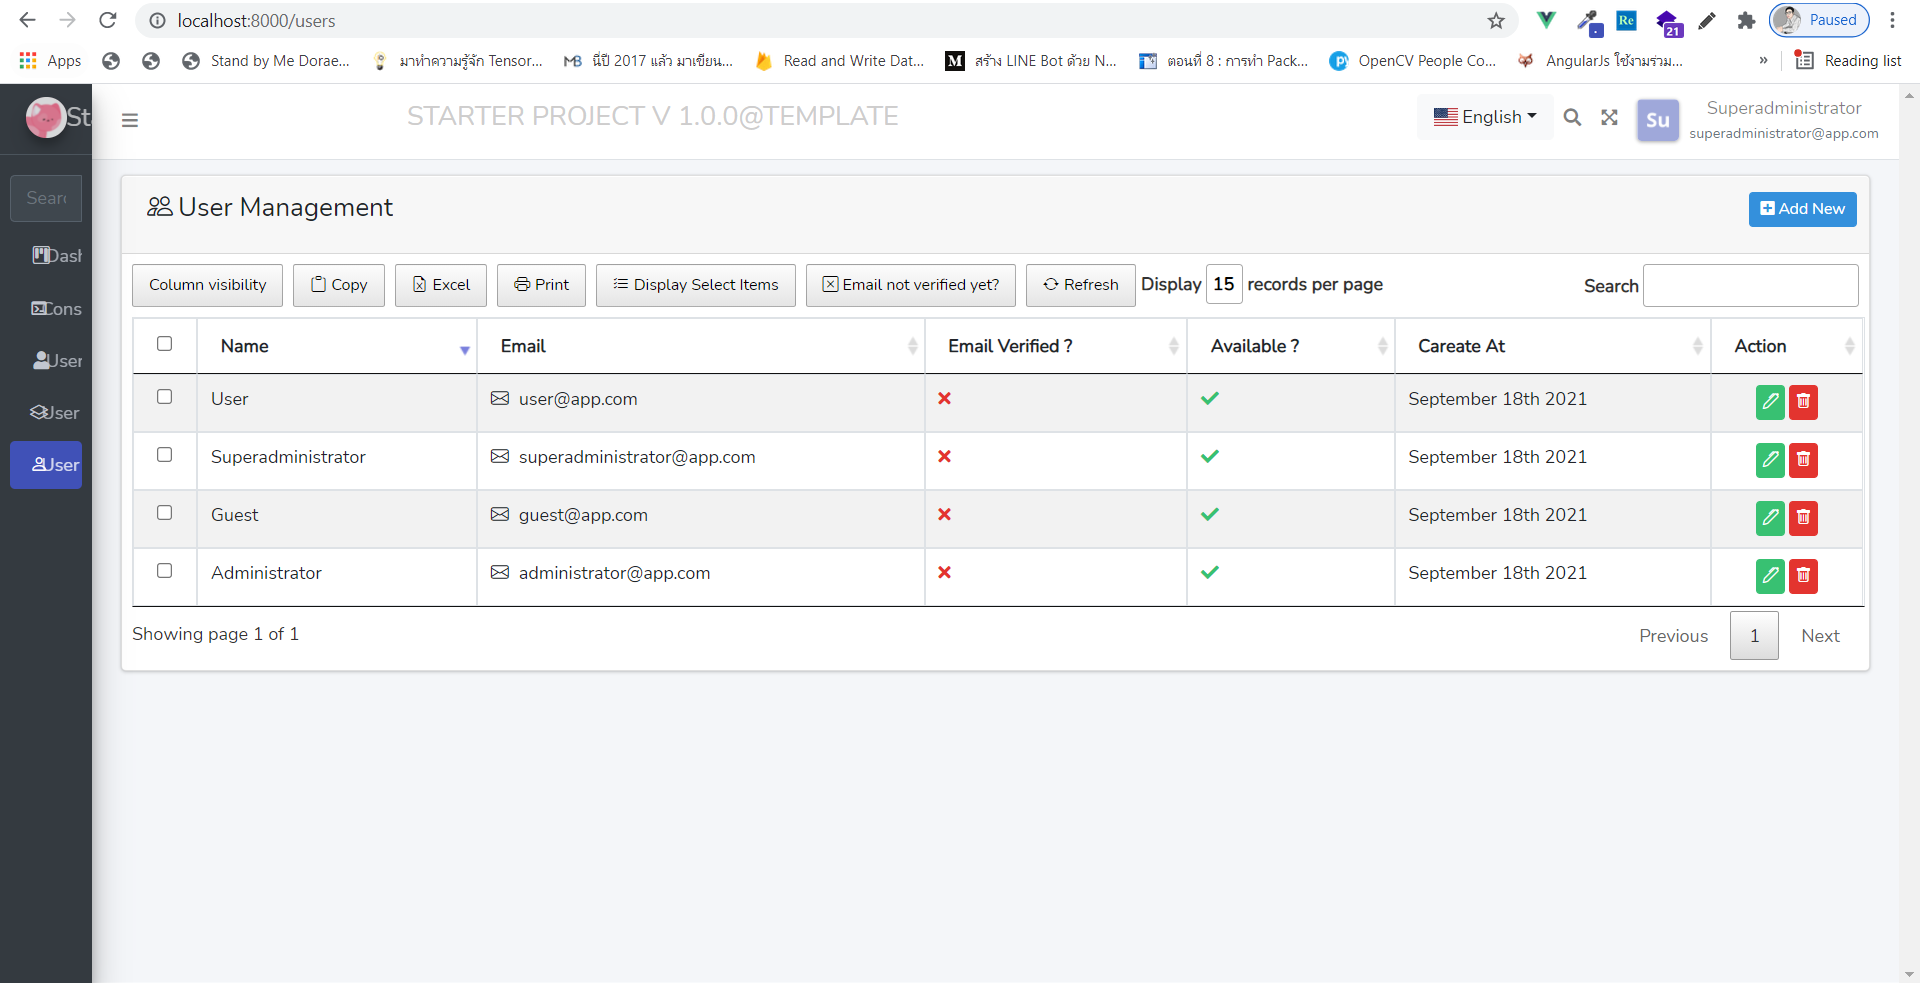 localhost:8000/users
Re
21
Paused
Apps
Stand by Me Dorae...
มาทำความรู้จัก Tensor...
MB
นี่ปี 2017 แล้ว มาเขียน...
Read and Write Dat...
M
สร้าง LINE Bot ด้วย N...
ตอนที่ 8 : การทำ Pack...
OpenCV People Co...
AngularJs ใช้งานร่วม...
»
Reading list
Sta
STARTER PROJECT V 1.0.0@TEMPLATE
English
Su
Superadministrator
superadministrator@app.com
Sear
Dash
Cons
User
User
User
User Management
Add New
Column visibility
Copy
Excel
Print
Display Select Items
Email not verified yet?
Refresh
Display 15 records per page
Search
Name Email Email Verified ? Available ? Careate At Action
User user@app.com September 18th 2021
Superadministrator superadministrator@app.com September 18th 2021
Guest guest@app.com September 18th 2021
Administrator administrator@app.com September 18th 2021
Showing page 1 of 1
Previous 1 Next